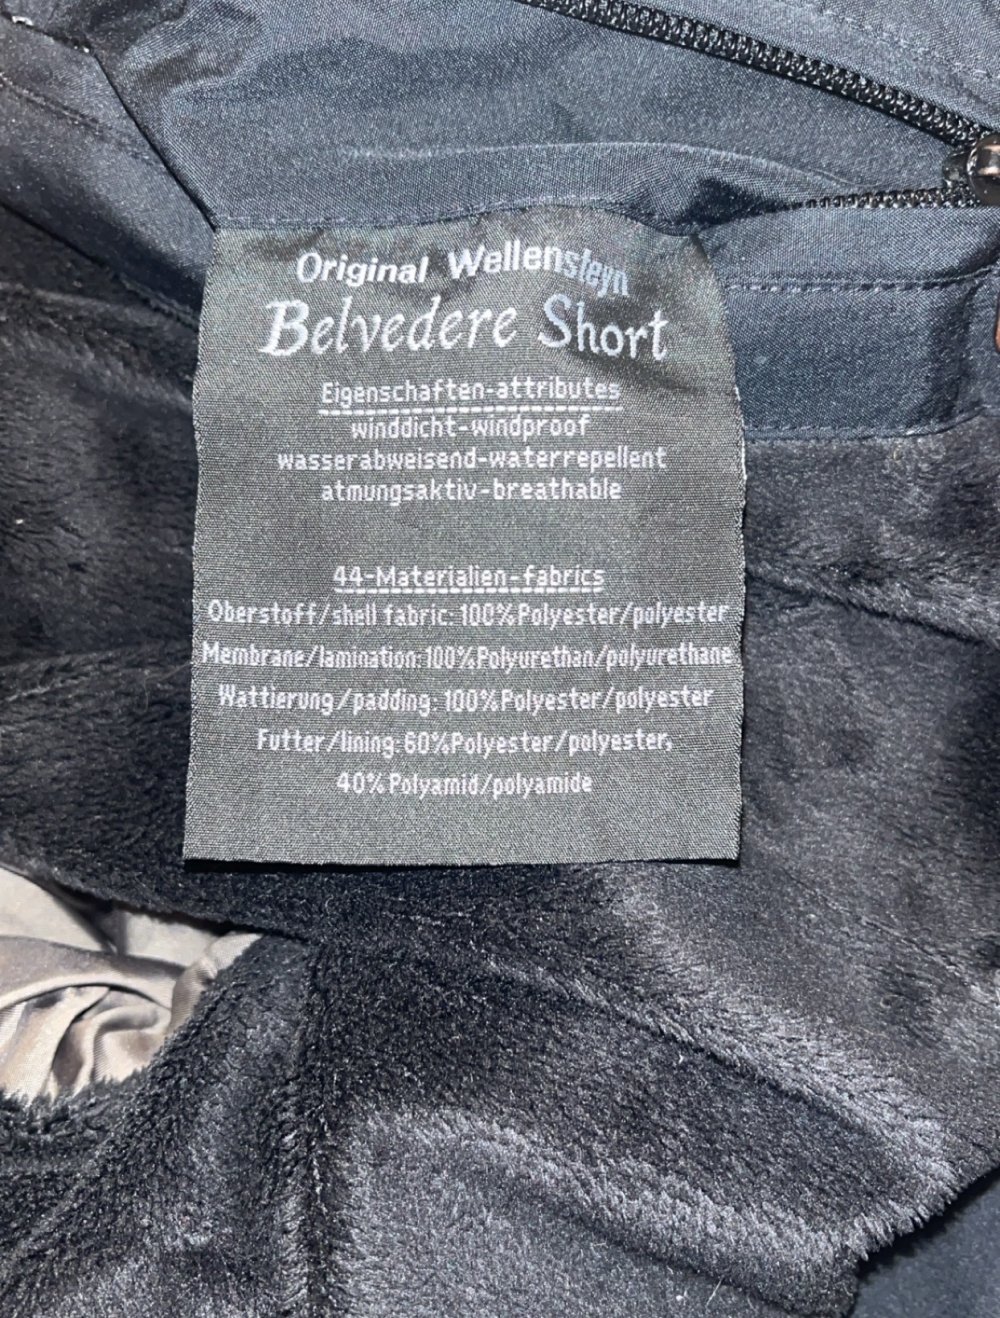 Original Wellensteyn
Belvedere Short
Eigenschaften-attributes
winddicht-windproof
wasserabweisend-waterrepellent
atmungsaktiv-breathable
44-Materialien-fabrics
Oberstoff/shell fabric: 100%Polyester/polyester
Membrane/lamination:100%Polyurethan/polyurethane
Wattierung/padding: 100%Polyester/polyester
Futter/lining:60%Polyester/polyester,
40%Polyamid/polyamide